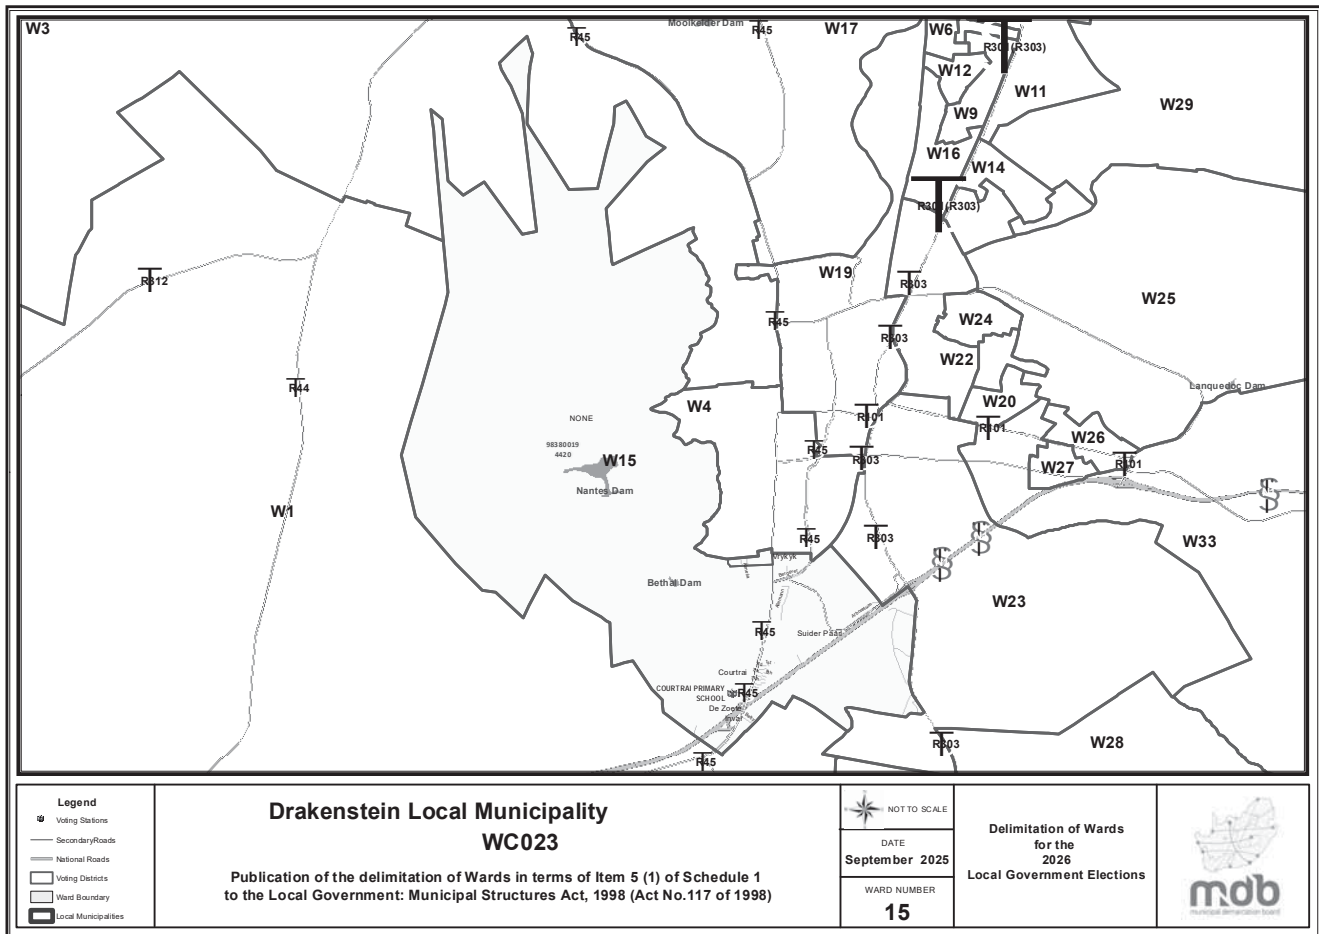 W3
R45
Mooikelder Dam
R45
W17
W6
R301(R303)
W12
W11
W29
W9
W16
W14
R301(R303)
R312
W19
R303
W25
R45
W24
R303
W22
R44
Lanquedoc Dam
W4
W20
NONE
R101
R101
W26
98380019
4420
W15
R45
R303
W27
R101
Nantes Dam
W1
R45
R303
W33
Bethal Dam
W23
R45
Suider Paarl
Courtrai
COURTRAI PRIMARY
SCHOOL
R45
De Zoete
Inval
R303
W28
R45
Legend
Voting Stations
SecondaryRoads
National Roads
Voting Districts
Ward Boundary
Local Municipalities
Drakenstein Local Municipality
WC023
Publication of the delimitation of Wards in terms of Item 5 (1) of Schedule 1
to the Local Government: Municipal Structures Act, 1998 (Act No.117 of 1998)
NOT TO SCALE
DATE
September 2025
WARD NUMBER
15
Delimitation of Wards
for the
2026
Local Government Elections
mdb
municipal demarcation board